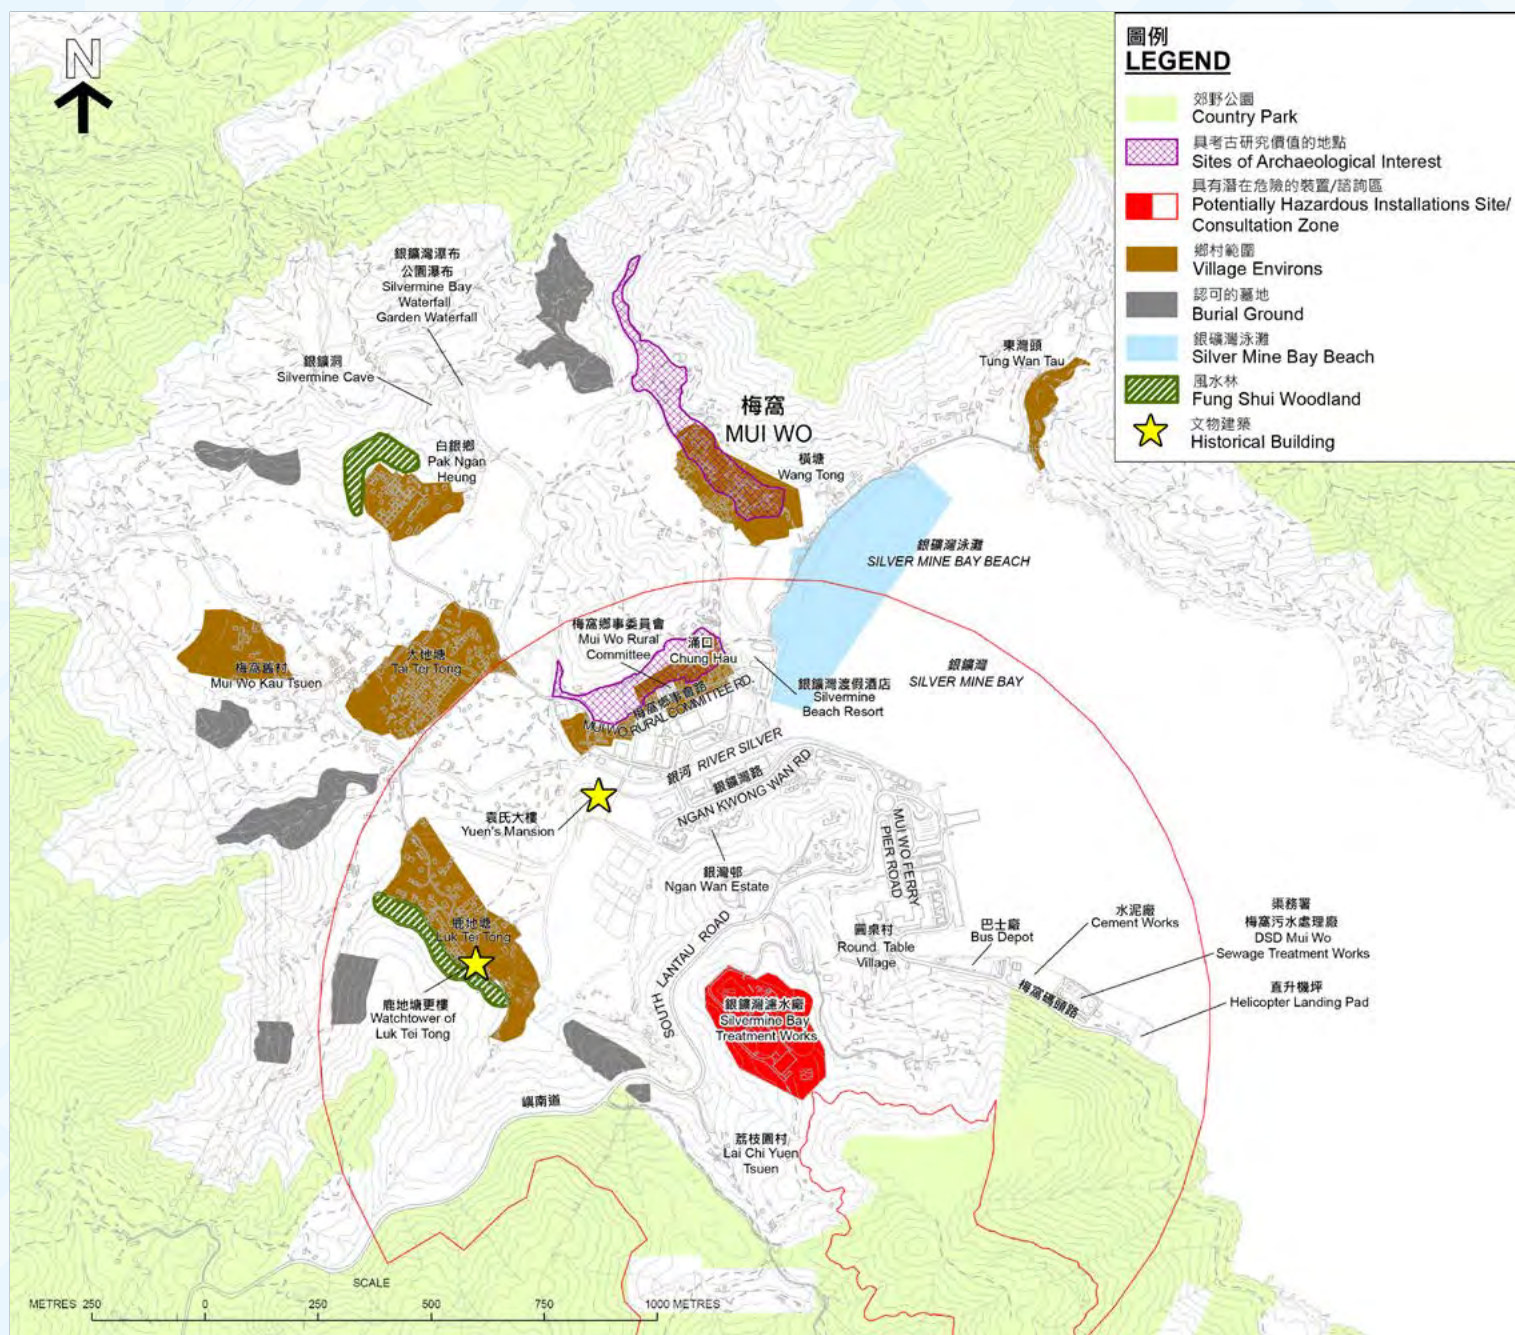 N
圖例
LEGEND
郊野公園
Country Park
具考古研究價值的地點
Sites of Archaeological Interest
具有潛在危險的裝置/諮詢區
Potentially Hazardous Installations Site/
Consultation Zone
鄉村範圍
Village Environs
認可的墓地
Burial Ground
銀礦灣泳灘
Silver Mine Bay Beach
風水林
Fung Shui Woodland
文物建築
Historical Building
銀鑛灣瀑布
公園瀑布
Silvermine Bay
Waterfall
Garden Waterfall
銀鑛洞
Silvermine Cave
東灣頭
Tung Wan Tau
梅窩
MUI WO
橫塘
Wang Tong
白銀鄉
Pak Ngan
Heung
銀礦灣泳灘
SILVER MINE BAY BEACH
梅窩鄉事委員會
Mui Wo Rural
Committee
涌口
Chung Hau
梅窩舊村
Mui Wo Kau Tsuen
大地塘
Tai Tei Tong
銀鑛灣
SILVER MINE BAY
銀鑛灣渡假酒店
Silvermine
Beach Resort
梅窩鄉事會路
MUI WO RURAL COMMITTEE RD.
銀河 RIVER SILVER
銀鑛灣路
NGAN KWONG WAN RD
袁氏大樓
Yuen's Mansion
MUI WO FERRY
PIER ROAD
銀灣邨
Ngan Wan Estate
鹿地塘
Luk Tei Tong
SOUTH LANTAU ROAD
圓桌村
Round Table
Village
巴士廠
Bus Depot
水泥廠
Cement Works
渠務署
梅窩污水處理廠
DSD Mui Wo
Sewage Treatment Works
梅窩碼頭路
直升機坪
Helicopter Landing Pad
鹿地塘更樓
Watchtower of
Luk Tei Tong
銀鑛灣濾水廠
Silvermine Bay
Treatment Works
嶼南道
荔枝園村
Lai Chi Yuen
Tsuen
SCALE
METRES 250 0 250 500 750 1000 METRES